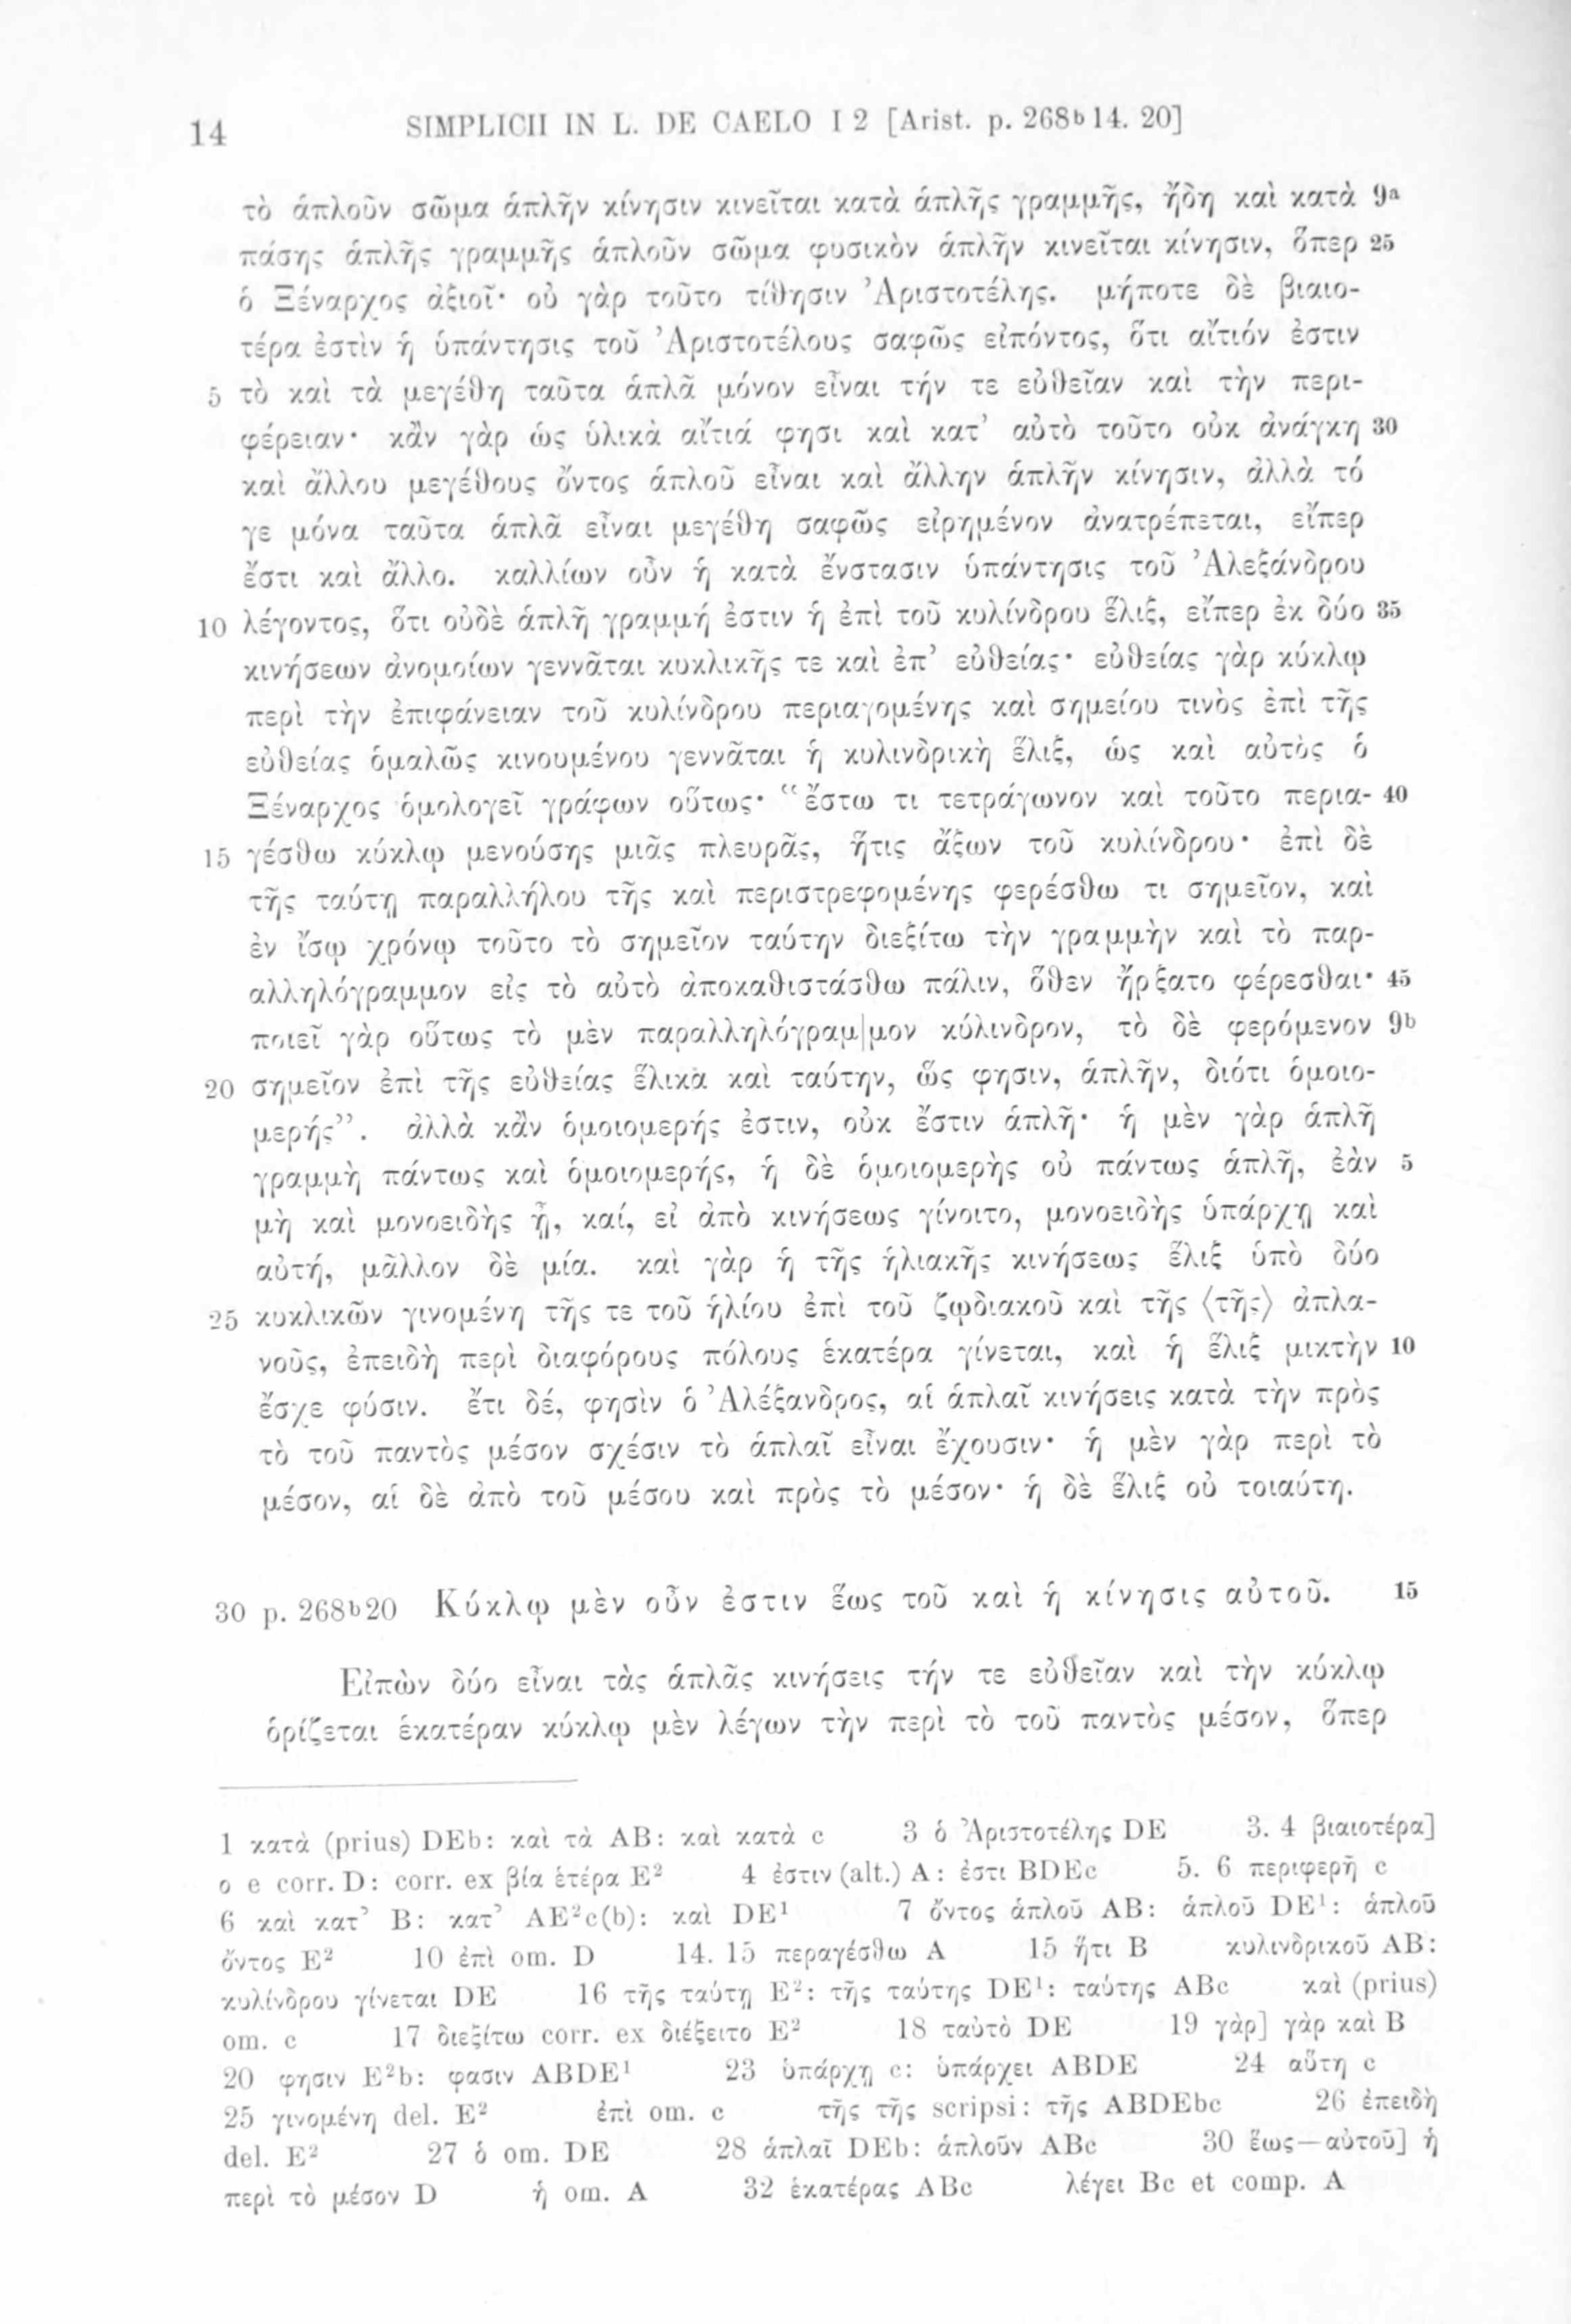 14 SIMPLICII IN L. DE CAELO I 2 [Arist. p. 268b14. 20]
τὸ ἁπλοῦν σῶμα ἁπλῆν κίνησιν κινεῖται κατὰ ἁπλῆς γραμμῆς, ἤδη καὶ κατὰ 9a
πάσης ἁπλῆς γραμμῆς ἁπλοῦν σῶμα φυσικὸν ἁπλῆν κινεῖται κίνησιν, ὅπερ 25
ὁ Ξέναρχος ἀξιοῖ· οὐ γὰρ τοῦτο τίθησιν Ἀριστοτέλης. μήποτε δὲ βιαιο-
τέρα ἐστὶν ἡ ὑπάντησις τοῦ Ἀριστοτέλους σαφῶς εἰπόντος, ὅτι αἴτιόν ἐστιν
5 τὸ καὶ τὰ μεγέθη ταῦτα ἁπλᾶ μόνον εἶναι τήν τε εὐθεῖαν καὶ τὴν περι-
φέρειαν· κἂν γὰρ ὡς ὑλικὰ αἴτιά φησι καὶ κατ’ αὐτὸ τοῦτο οὐκ ἀνάγκη 30
καὶ ἄλλου μεγέθους ὄντος ἁπλοῦ εἶναι καὶ ἄλλην ἁπλῆν κίνησιν, ἀλλὰ τό
γε μόνα ταῦτα ἁπλᾶ εἶναι μεγέθη σαφῶς εἰρημένον ἀνατρέπεται, εἴπερ
ἔστι καὶ ἄλλο. καλλίων οὖν ἡ κατὰ ἔνστασιν ὑπάντησις τοῦ Ἀλεξάνδρου
10 λέγοντος, ὅτι οὐδὲ ἁπλῆ γραμμή ἐστιν ἡ ἐπὶ τοῦ κυλίνδρου ἕλιξ, εἴπερ ἐκ δύο 35
κινήσεων ἀνομοίων γεννᾶται κυκλικῆς τε καὶ ἐπ’ εὐθείας· εὐθείας γὰρ κύκλῳ
περὶ τὴν ἐπιφάνειαν τοῦ κυλίνδρου περιαγομένης καὶ σημείου τινὸς ἐπὶ τῆς
εὐθείας ὁμαλῶς κινουμένου γεννᾶται ἡ κυλινδρικὴ ἕλιξ, ὡς καὶ αὐτὸς ὁ
Ξέναρχος ὁμολογεῖ γράφων οὕτως· “ἔστω τι τετράγωνον καὶ τοῦτο περια- 40
15 γέσθω κύκλῳ μενούσης μιᾶς πλευρᾶς, ἥτις ἄξων τοῦ κυλίνδρου· ἐπὶ δὲ
τῆς ταύτῃ παραλλήλου τῆς καὶ περιστρεφομένης φερέσθω τι σημεῖον, καὶ
ἐν ἴσῳ χρόνῳ τοῦτο τὸ σημεῖον ταύτην διεξίτω τὴν γραμμὴν καὶ τὸ παρ-
αλληλόγραμμον εἰς τὸ αὐτὸ ἀποκαθιστάσθω πάλιν, ὅθεν ἤρξατο φέρεσθαι· 45
ποιεῖ γὰρ οὕτως τὸ μὲν παραλληλόγραμ|μον κύλινδρον, τὸ δὲ φερόμενον 9b
20 σημεῖον ἐπὶ τῆς εὐθείας ἕλικα καὶ ταύτην, ὥς φησιν, ἁπλῆν, διότι ὁμοιο-
μερής”. ἀλλὰ κἂν ὁμοιομερής ἐστιν, οὐκ ἔστιν ἁπλῆ· ἡ μὲν γὰρ ἁπλῆ
γραμμὴ πάντως καὶ ὁμοιομερής, ἡ δὲ ὁμοιομερὴς οὐ πάντως ἁπλῆ, ἐὰν 5
μὴ καὶ μονοειδὴς ᾖ, καί, εἰ ἀπὸ κινήσεως γίνοιτο, μονοειδὴς ὑπάρχῃ καὶ
αὐτή, μᾶλλον δὲ μία. καὶ γὰρ ἡ τῆς ἡλιακῆς κινήσεως ἕλιξ ὑπὸ δύο
25 κυκλικῶν γινομένη τῆς τε τοῦ ἡλίου ἐπὶ τοῦ ζῳδιακοῦ καὶ τῆς ⟨τῆς⟩ ἀπλα-
νοῦς, ἐπειδὴ περὶ διαφόρους πόλους ἑκατέρα γίνεται, καὶ ἡ ἕλιξ μικτὴν 10
ἔσχε φύσιν. ἔτι δέ, φησὶν ὁ Ἀλέξανδρος, αἱ ἁπλαῖ κινήσεις κατὰ τὴν πρὸς
τὸ τοῦ παντὸς μέσον σχέσιν τὸ ἁπλαῖ εἶναι ἔχουσιν· ἡ μὲν γὰρ περὶ τὸ
μέσον, αἱ δὲ ἀπὸ τοῦ μέσου καὶ πρὸς τὸ μέσον· ἡ δὲ ἕλιξ οὐ τοιαύτη.
30 p. 268b20 Κύκλῳ μὲν οὖν ἐστιν ἕως τοῦ καὶ ἡ κίνησις αὐτοῦ. 15
Εἰπὼν δύο εἶναι τὰς ἁπλᾶς κινήσεις τήν τε εὐθεῖαν καὶ τὴν κύκλῳ
ὁρίζεται ἑκατέραν κύκλῳ μὲν λέγων τὴν περὶ τὸ τοῦ παντὸς μέσον, ὅπερ
1 κατὰ (prius) DEb: καὶ τὰ AB: καὶ κατὰ c 3 ὁ Ἀριστοτέλης DE 3. 4 βιαιοτέρα]
ο e corr. D: corr. ex βία ἑτέρα E² 4 ἐστιν (alt.) A: ἐστι BDEc 5. 6 περιφερῆ c
6 καὶ κατ’ B: κατ’ AE²c(b): καὶ DE¹ 7 ὄντος ἁπλοῦ AB: ἁπλοῦ DE¹: ἁπλοῦ
ὄντος E² 10 ἐπὶ om. D 14. 15 περαγέσθω A 15 ἥτι B κυλινδρικοῦ AB:
κυλίνδρου γίνεται DE 16 τῆς ταύτῃ E²: τῆς ταύτης DE¹: ταύτης ABc καὶ (prius)
om. c 17 διεξίτω corr. ex διέξειτο E² 18 ταὐτὸ DE 19 γὰρ] γὰρ καὶ B
20 φησιν E²b: φασιν ABDE¹ 23 ὑπάρχῃ c: ὑπάρχει ABDE 24 αὕτη c
25 γινομένη del. E² ἐπὶ om. c τῆς τῆς scripsi: τῆς ABDEbc 26 ἐπειδὴ
del. E² 27 ὁ om. DE 28 ἁπλαῖ DEb: ἁπλοῦν ABc 30 ἕως—αὐτοῦ] ἡ
περὶ τὸ μέσον D ἡ om. A 32 ἑκατέρας ABc λέγει Bc et comp. A